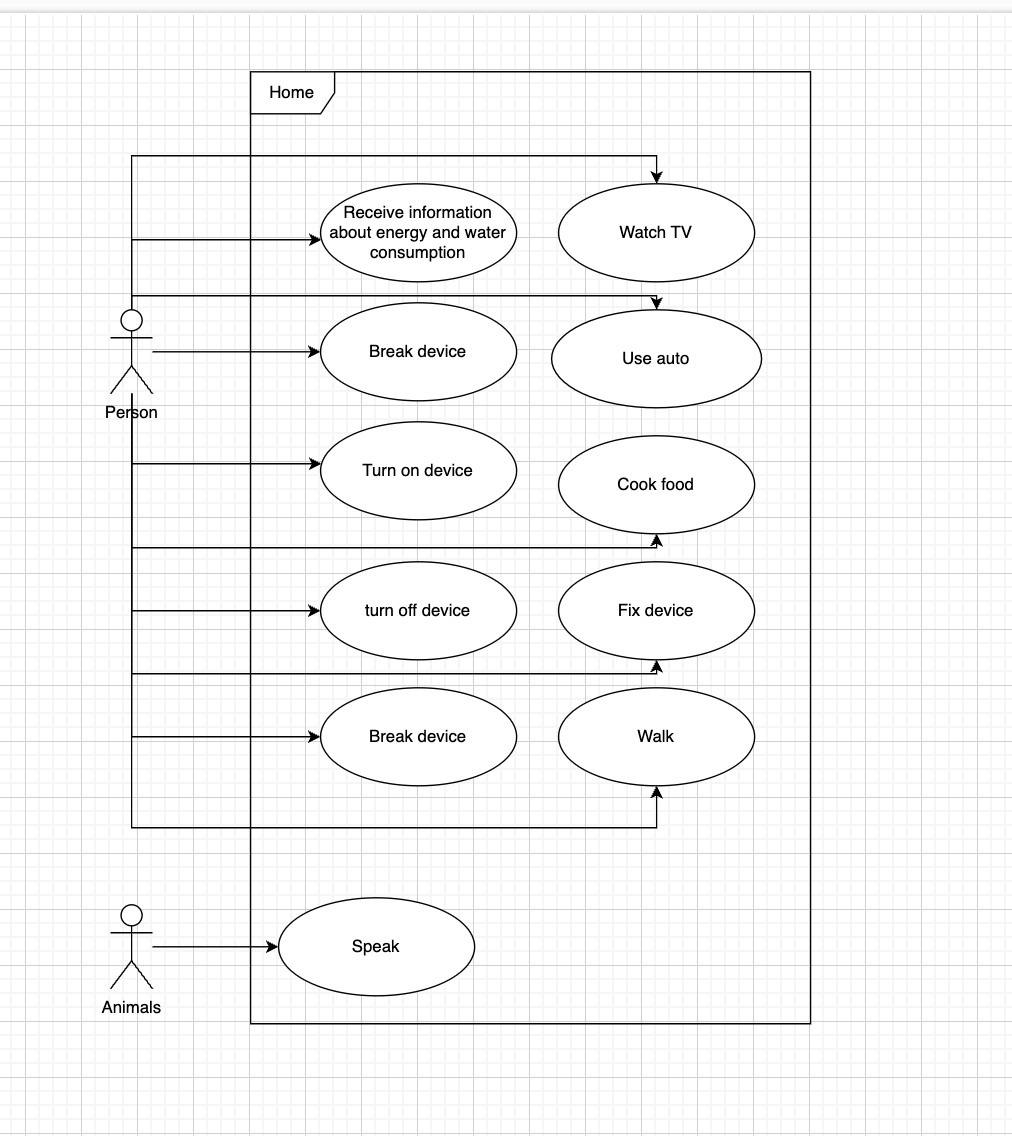 Home
Receive information
about energy and water
consumption
Watch TV
Break device
Use auto
Person
Turn on device
Cook food
turn off device
Fix device
Break device
Walk
Speak
Animals